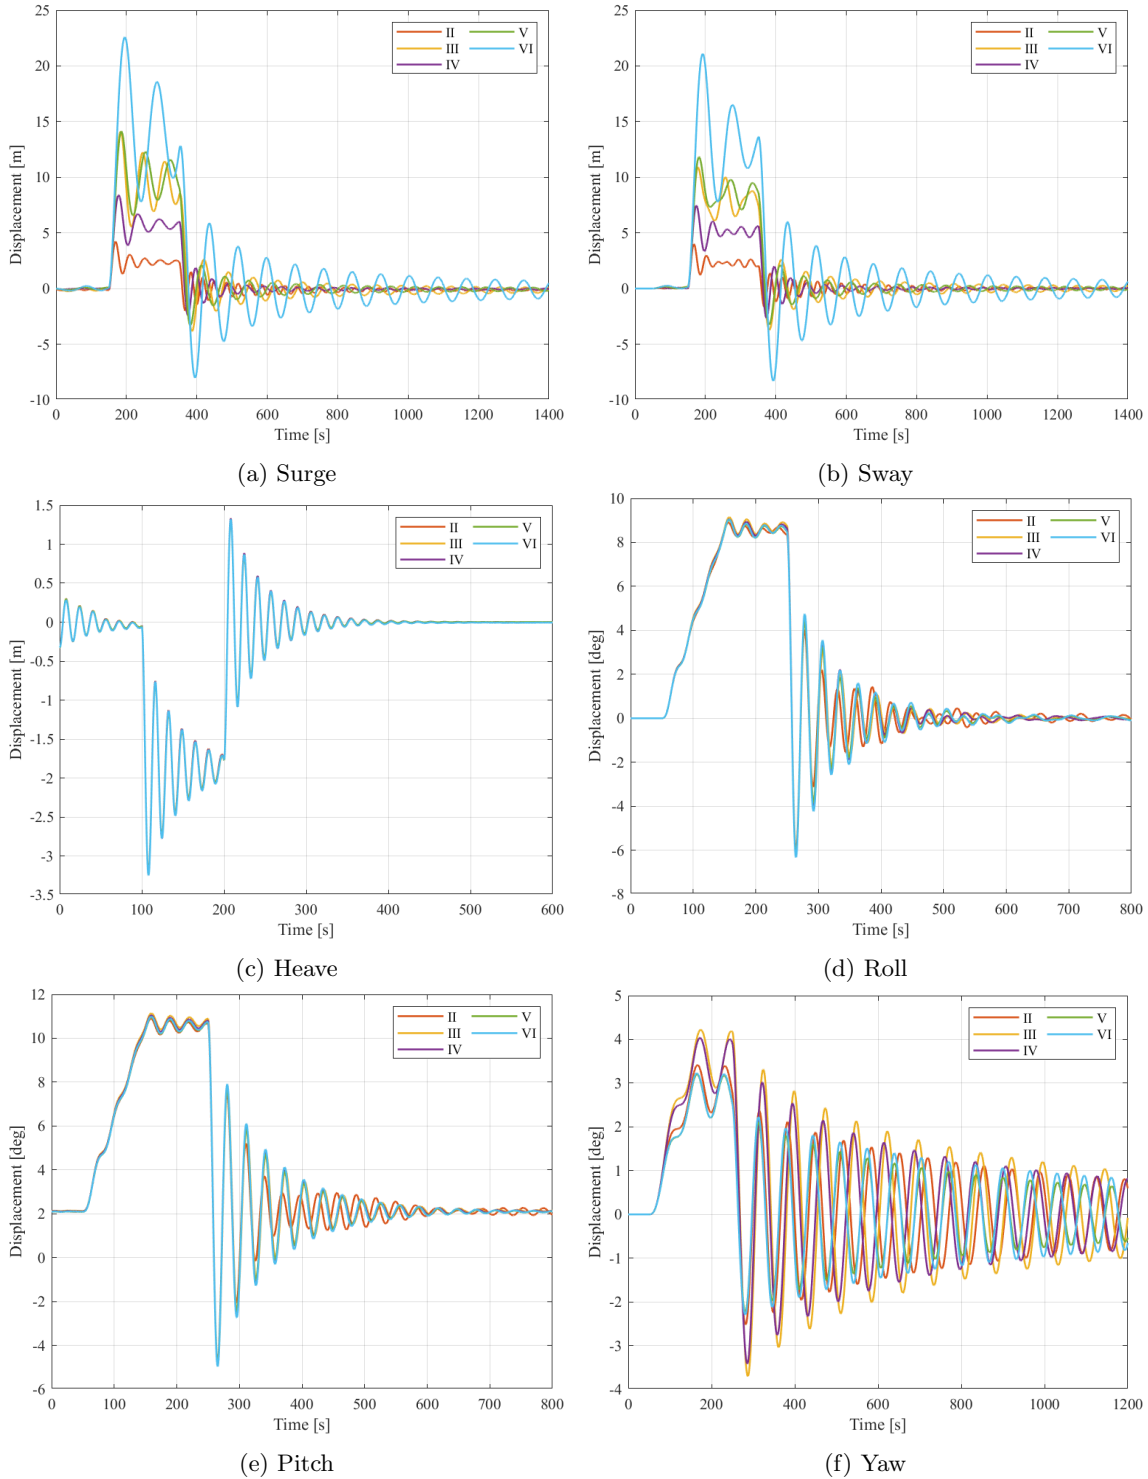 25
20
15
10
5
0
-5
-10
0 200 400 600 800 1000 1200 1400
Displacement [m]
Time [s]
II V
III VI
IV
(a) Surge
25
20
15
10
5
0
-5
-10
0 200 400 600 800 1000 1200 1400
Displacement [m]
Time [s]
II V
III VI
IV
(b) Sway
1.5
1
0.5
0
-0.5
-1
-1.5
-2
-2.5
-3
-3.5
0 100 200 300 400 500 600
Displacement [m]
Time [s]
II V
III VI
IV
(c) Heave
10
8
6
4
2
0
-2
-4
-6
-8
0 100 200 300 400 500 600 700 800
Displacement [deg]
Time [s]
II V
III VI
IV
(d) Roll
12
10
8
6
4
2
0
-2
-4
-6
0 100 200 300 400 500 600 700 800
Displacement [deg]
Time [s]
II V
III VI
IV
(e) Pitch
5
4
3
2
1
0
-1
-2
-3
-4
0 200 400 600 800 1000 1200
Displacement [deg]
Time [s]
II V
III VI
IV
(f) Yaw